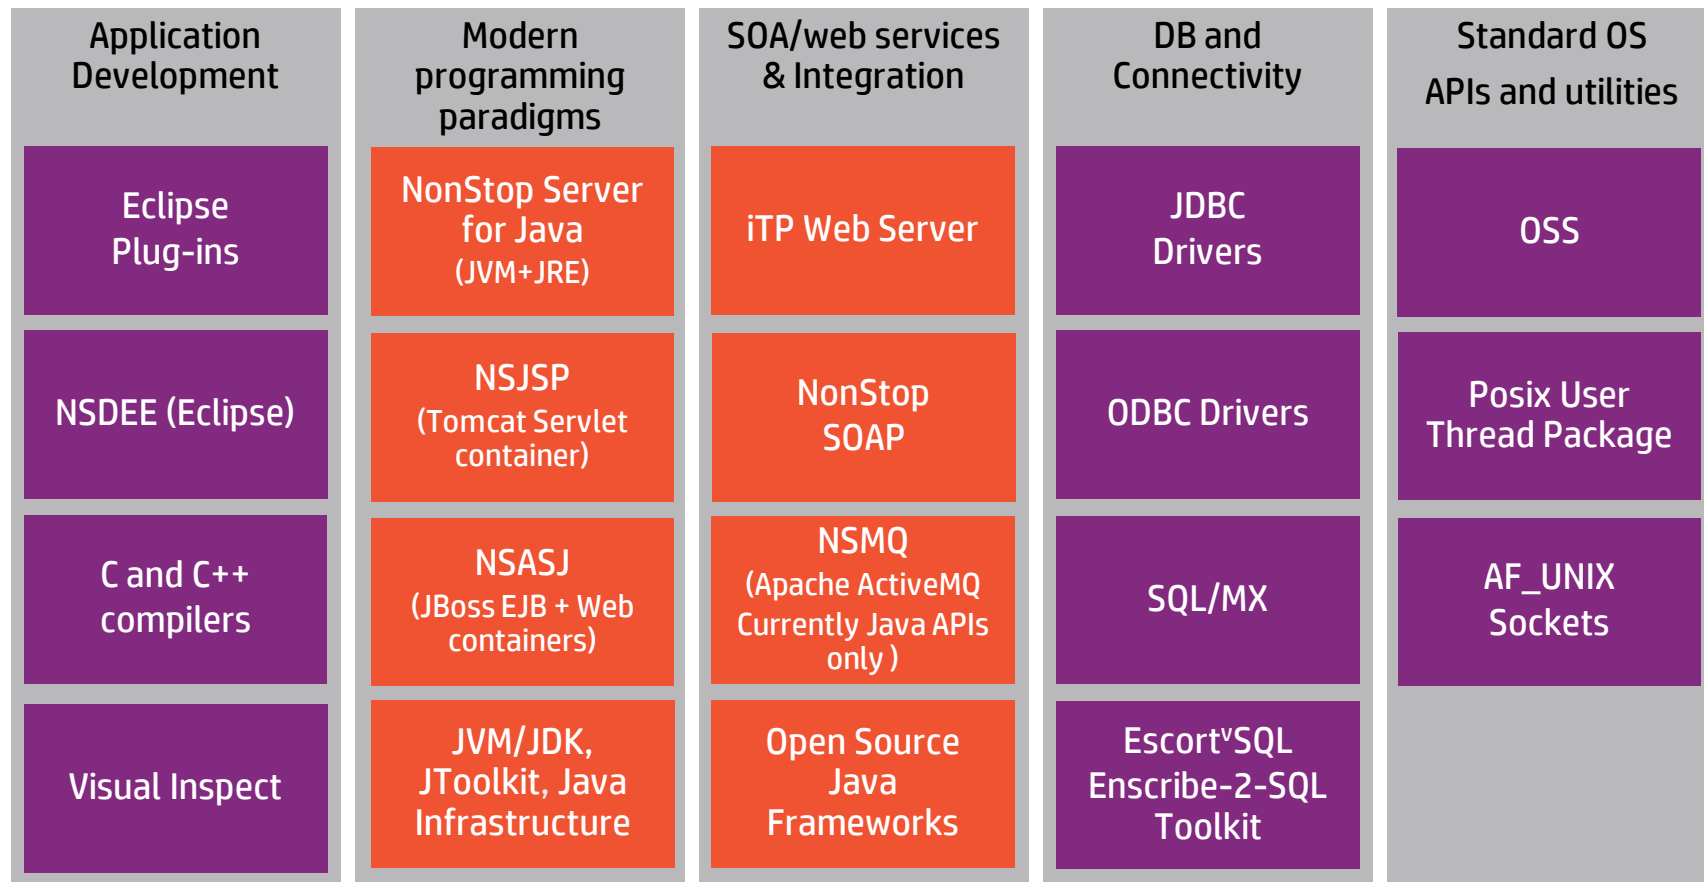 Application
Development
Eclipse
Plug-ins
NSDEE (Eclipse)
C and C++
compilers
Visual Inspect
Modern
programming
paradigms
NonStop Server
for Java
(JVM+JRE)
NSJSP
(Tomcat Servlet
container)
NSASJ
(JBoss EJB + Web
containers)
JVM/JDK,
JToolkit, Java
Infrastructure
SOA/web services
& Integration
iTP Web Server
NonStop
SOAP
NSMQ
(Apache ActiveMQ
Currently Java APIs
only )
Open Source
Java
Frameworks
DB and
Connectivity
JDBC
Drivers
ODBC Drivers
SQL/MX
EscortᵛSQL
Enscribe-2-SQL
Toolkit
Standard OS
APIs and utilities
OSS
Posix User
Thread Package
AF_UNIX
Sockets